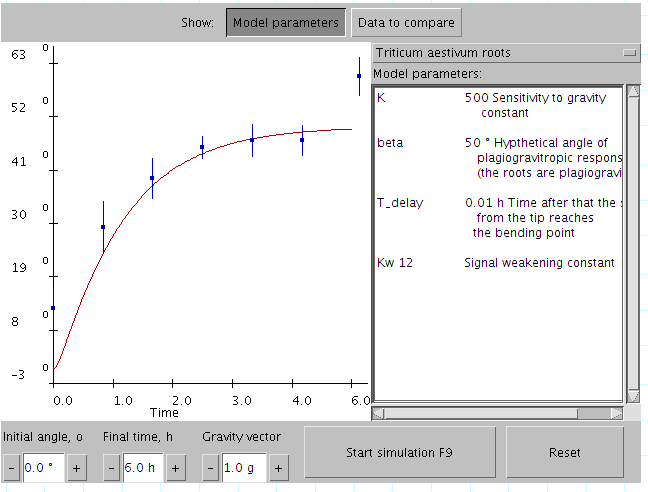 Show: Model parameters Data to compare
Triticum aestivum roots
Model parameters:
K 500 Sensitivity to gravity
constant
beta 50 ° Hypthetical angle of
plagiogravitropic respons
(the roots are plagiogravi
T_delay 0.01 h Time after that the s
from the tip reaches
the bending point
Kw 12 Signal weakening constant
63 o
52 o
41 o
30 o
19 o
8 o
-3 o
0.0 1.0 2.0 3.0 4.0 6.0
Time
Initial angle, o Final time, h Gravity vector
- 0.0 ° + - 6.0 h + - 1.0 g +
Start simulation F9
Reset